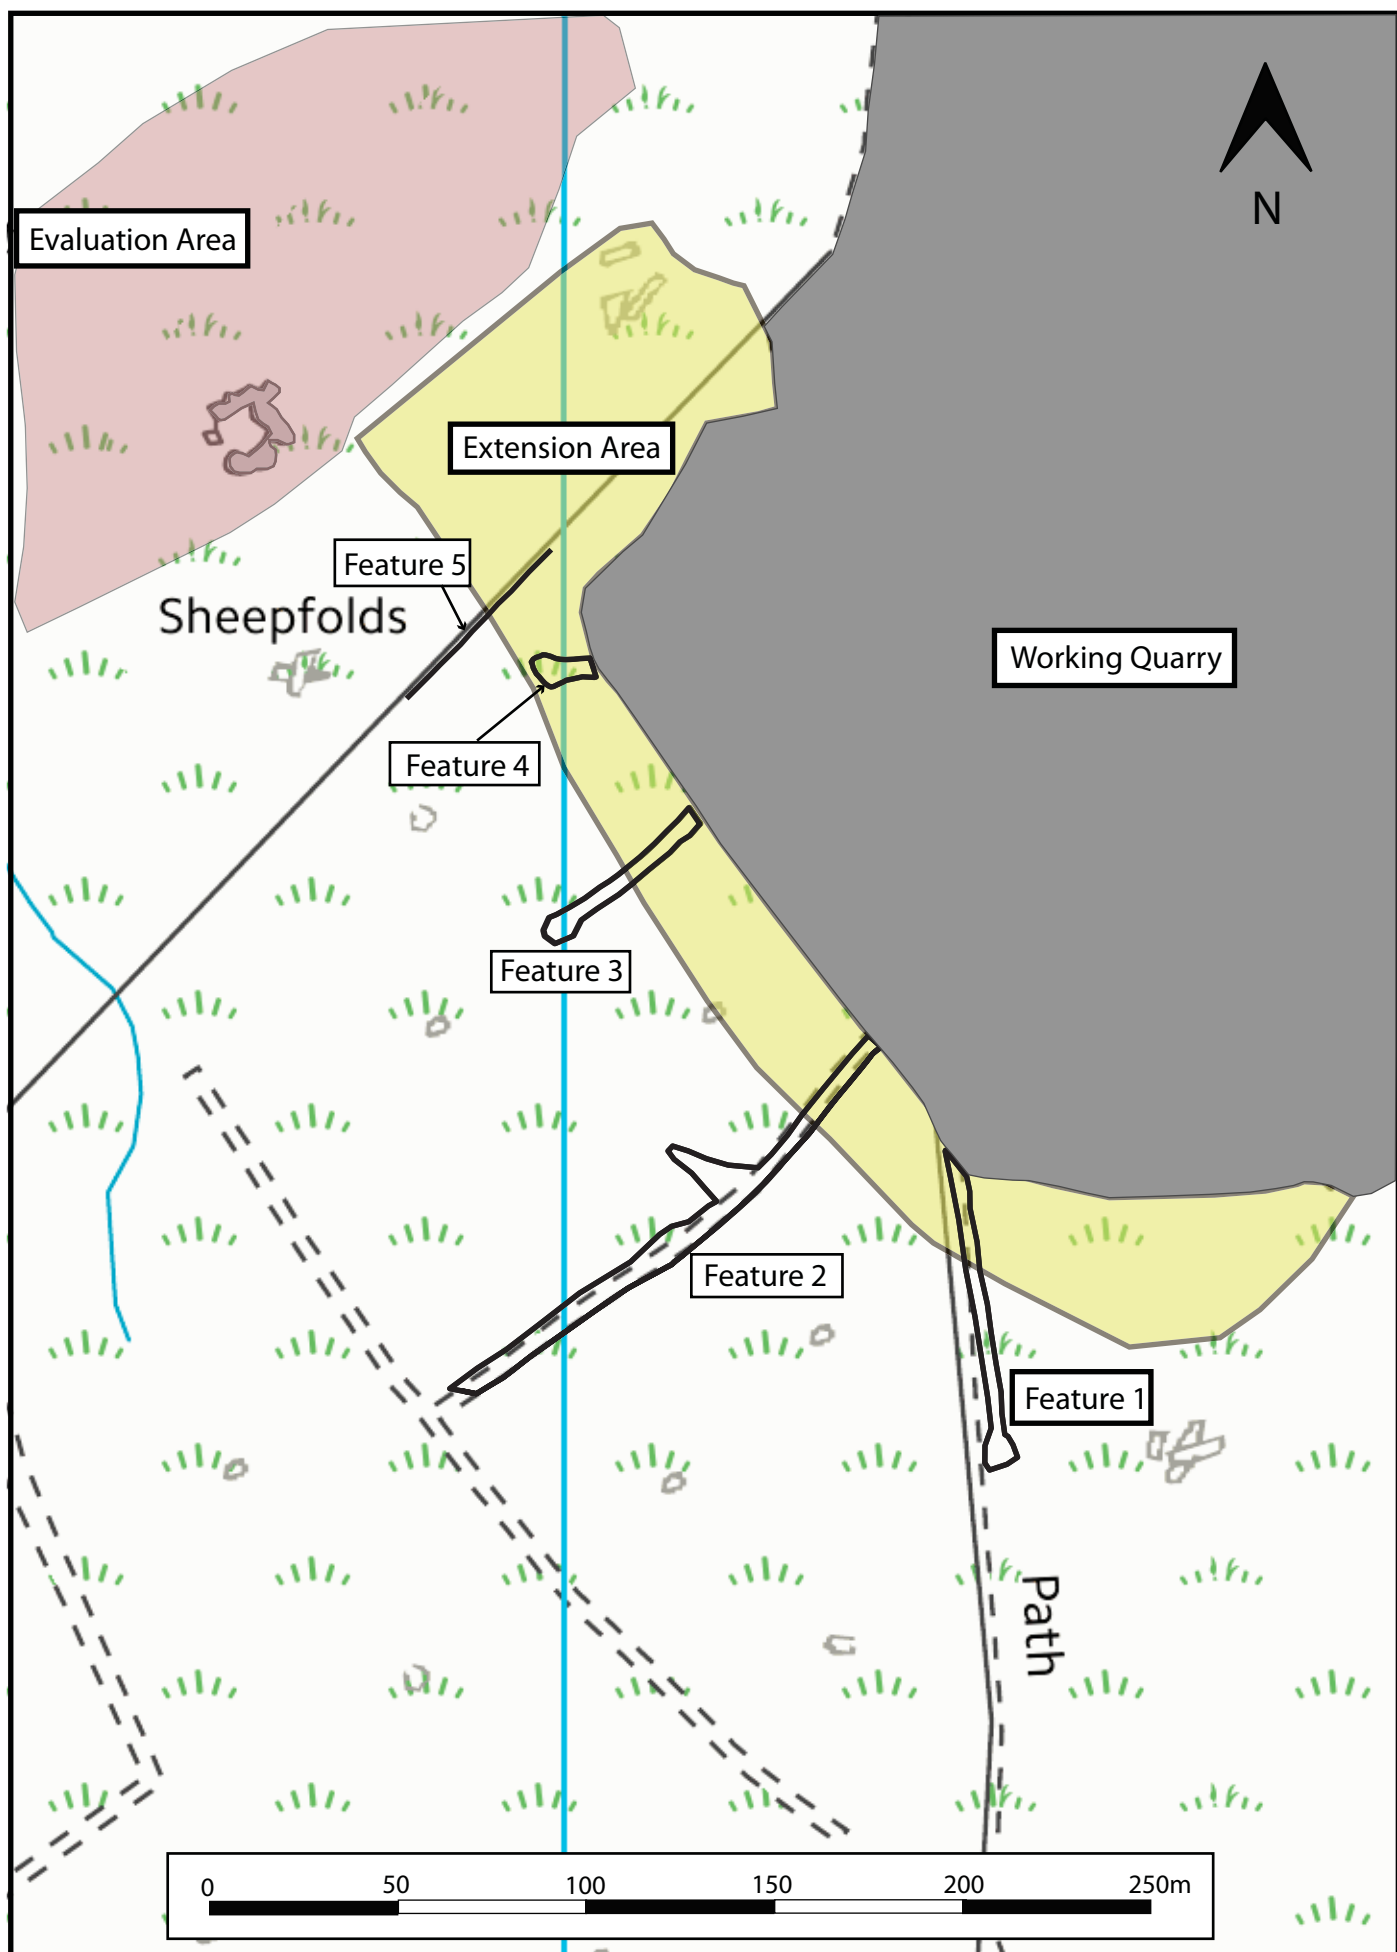 N
Evaluation Area
Extension Area
Feature 5
Sheepfolds
Working Quarry
Feature 4
Feature 3
Feature 2
Feature 1
Path
0 50 100 150 200 250m